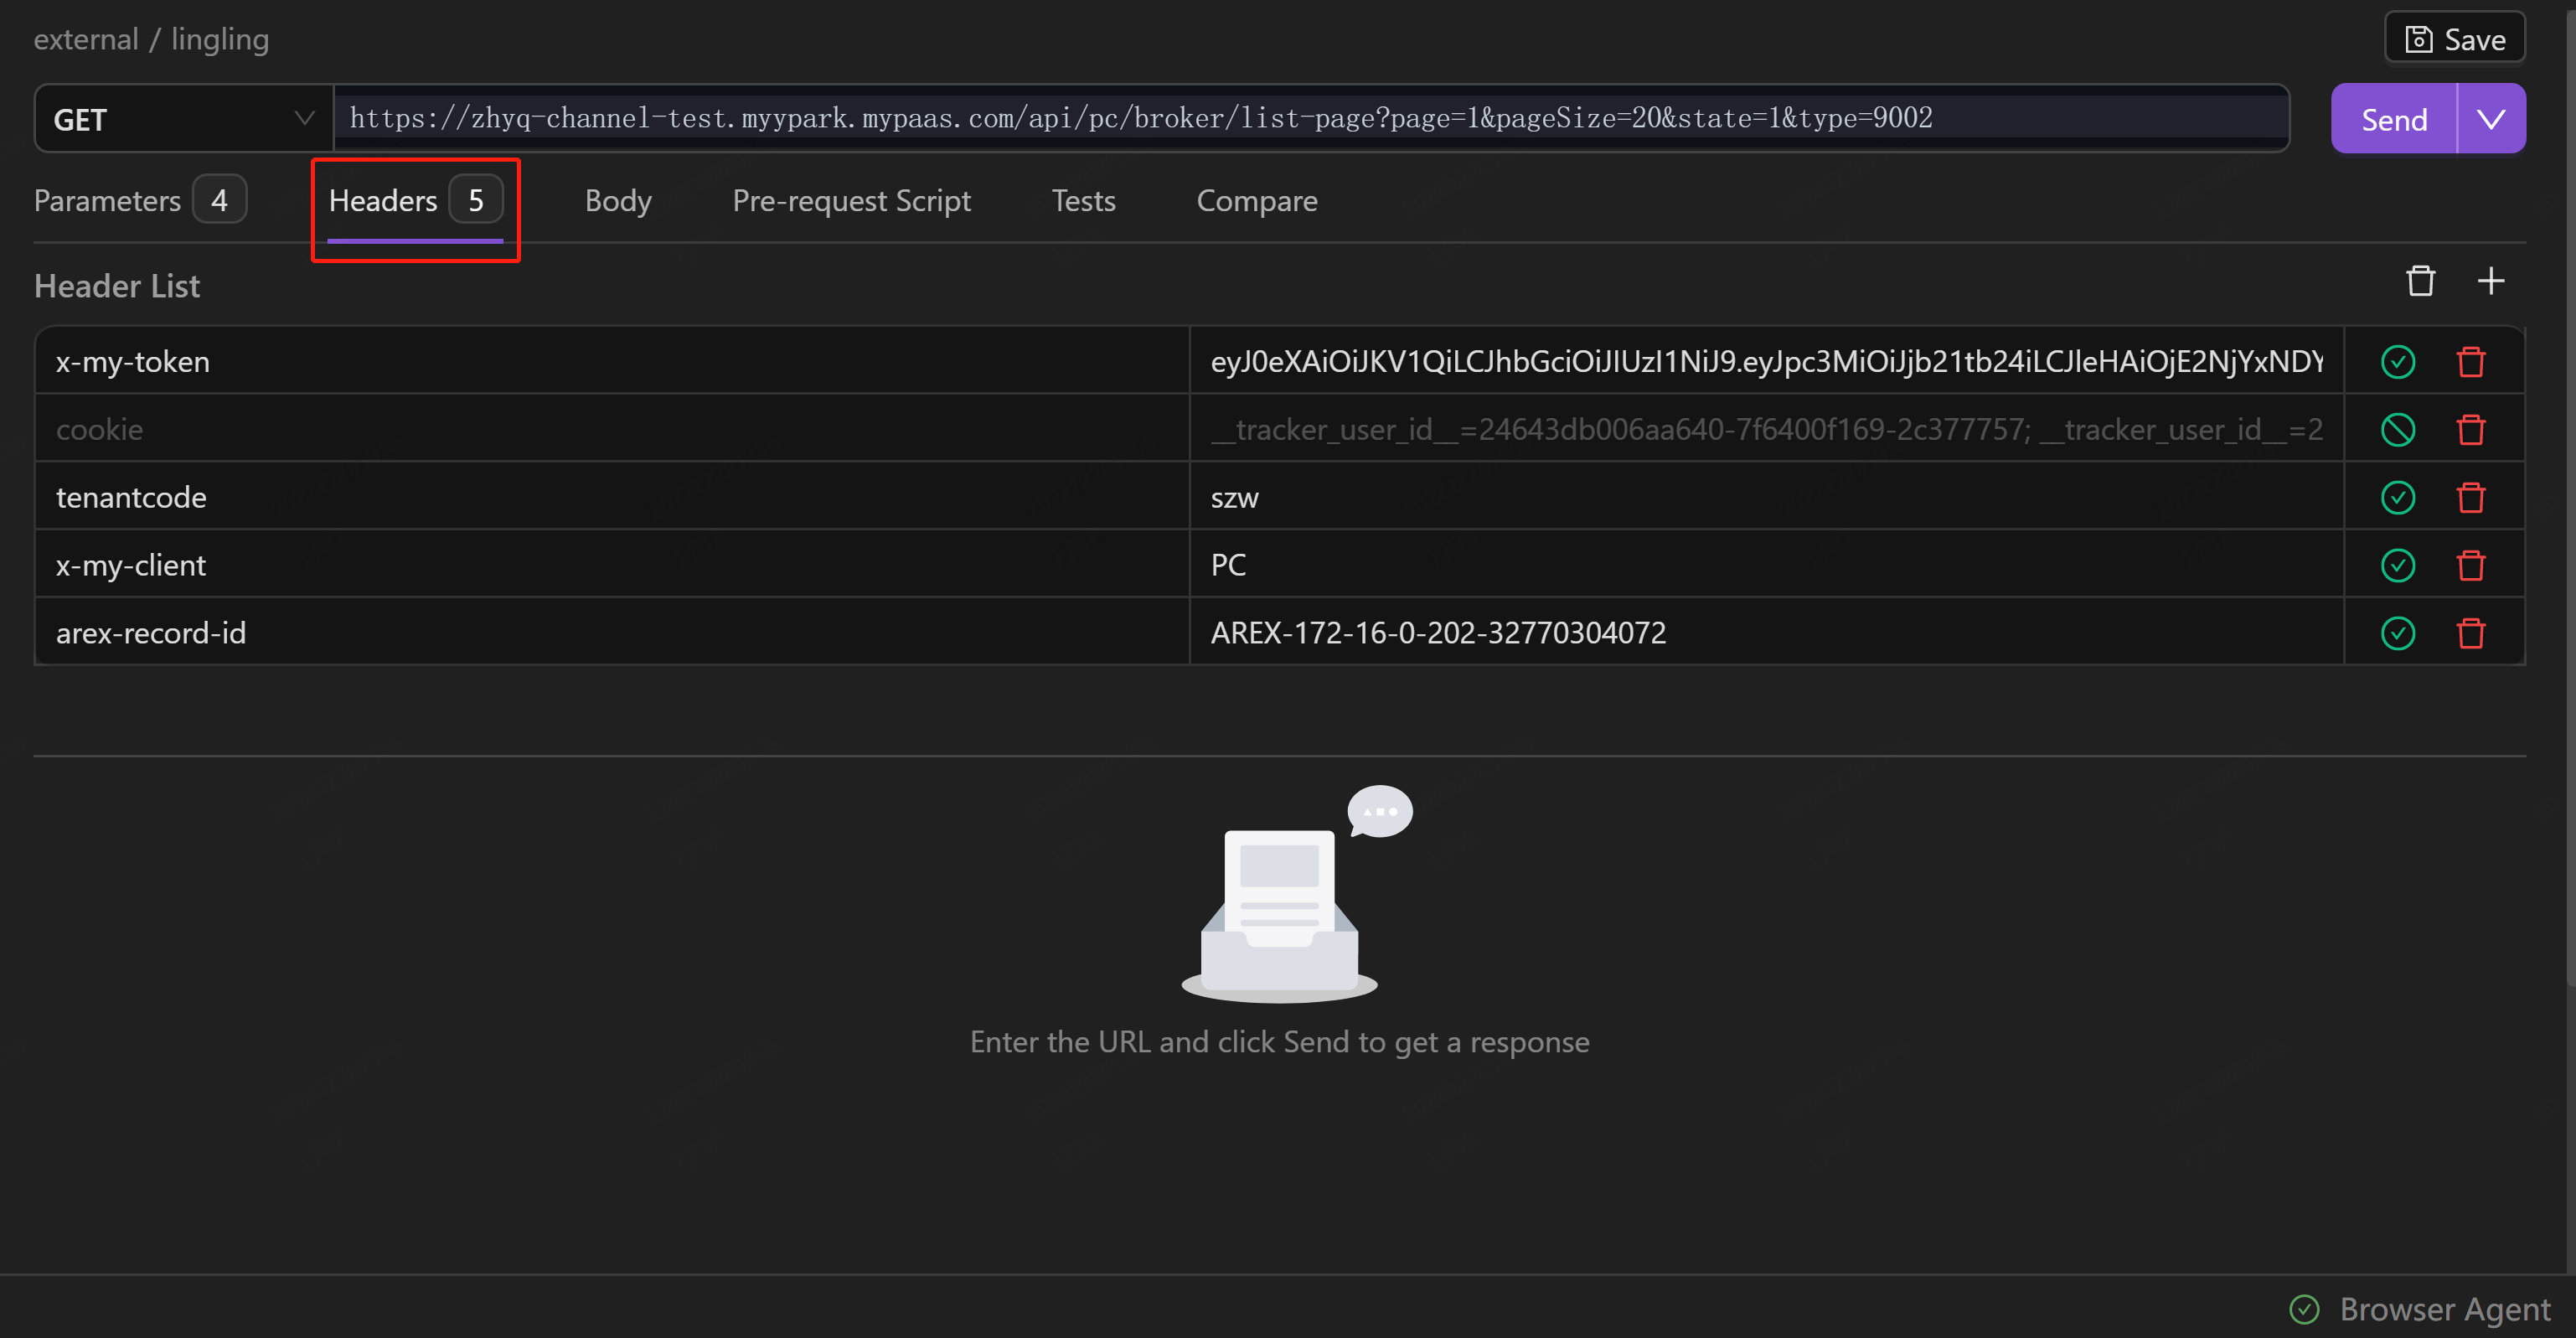 external / lingling
Save
GET
https://zhyq-channel-test.myypark.mypaas.com/api/pc/broker/list-page?page=1&pageSize=20&state=1&type=9002
Send
Parameters 4
Headers 5
Body
Pre-request Script
Tests
Compare
Header List
x-my-token
eyJ0eXAiOiJKV1QiLCJhbGciOiJIUzI1NiJ9.eyJpc3MiOiJjb21tb24iLCJleHAiOjE2NjYxNDY
cookie
__tracker_user_id__=24643db006aa640-7f6400f169-2c377757; __tracker_user_id__=2
tenantcode
szw
x-my-client
PC
arex-record-id
AREX-172-16-0-202-32770304072
Enter the URL and click Send to get a response
Browser Agent